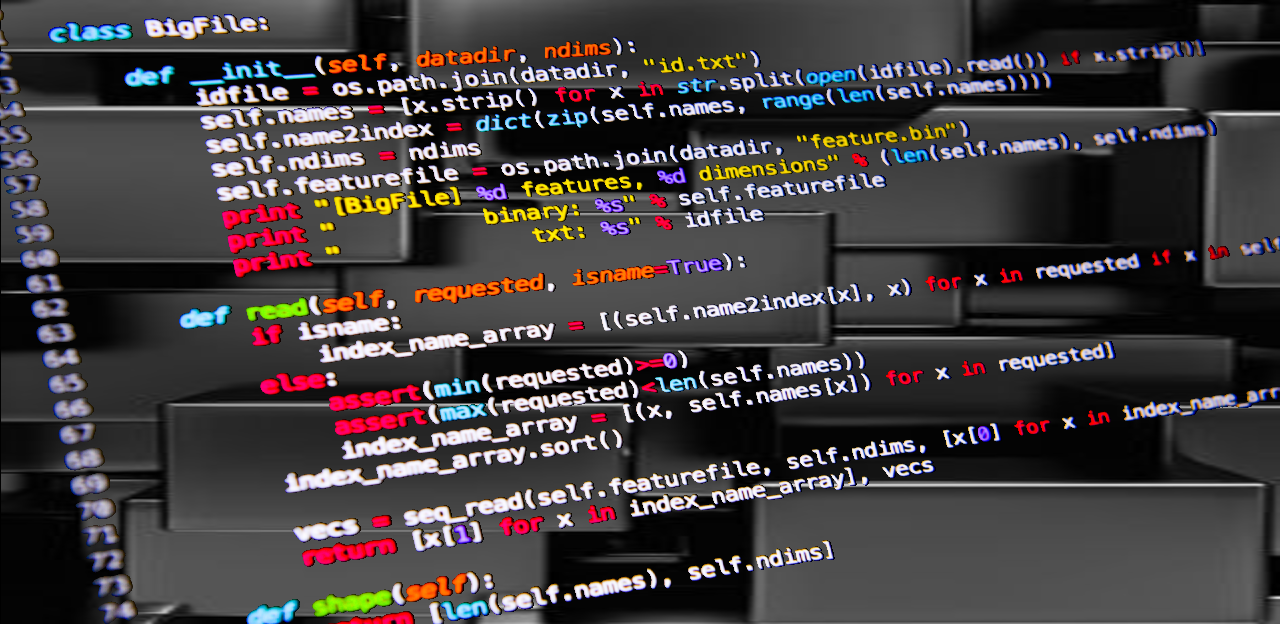 class BigFile:
def __init__(self, datadir, ndims):
idfile = os.path.join(datadir, "id.txt")
self.names = [x.strip() for x in str.split(open(idfile).read()) if x.strip()]
self.name2index = dict(zip(self.names, range(len(self.names))))
self.ndims = ndims
self.featurefile = os.path.join(datadir, "feature.bin")
print "[BigFile] %d features, %d dimensions" % (len(self.names), self.ndims)
print " binary: %s" % self.featurefile
print " txt: %s" % idfile
def read(self, requested, isname=True):
if isname:
index_name_array = [(self.name2index[x], x) for x in requested if x in
else:
assert(min(requested)>=0)
assert(max(requested)<len(self.names))
index_name_array = [(x, self.names[x]) for x in requested]
index_name_array.sort()
vecs = seq_read(self.featurefile, self.ndims, [x[0] for x in
return [x[1] for x in index_name_array], vecs
def shape(self):
return [len(self.names), self.ndims]
55
56
57
58
59
60
61
62
63
64
65
66
67
68
69
70
71
72
73
74